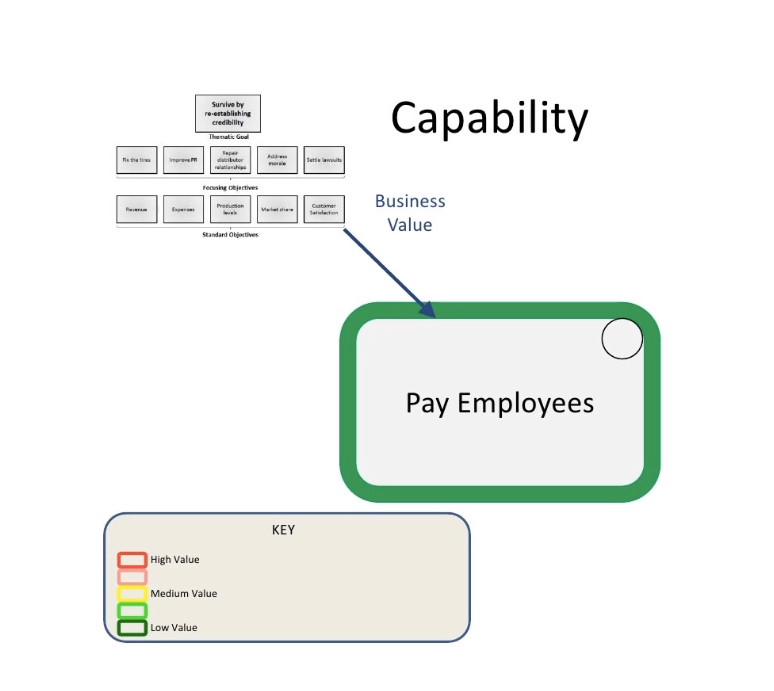 Capability
Survive by
re-establishing
credibility
Thematic Goal
Fix the tires
Improve PR
Repair
distributor
relationships
Address
morale
Settle lawsuits
Focusing Objectives
Revenue
Expenses
Production
levels
Market share
Customer
Satisfaction
Standard Objectives
Business
Value
Pay Employees
KEY
High Value
Medium Value
Low Value